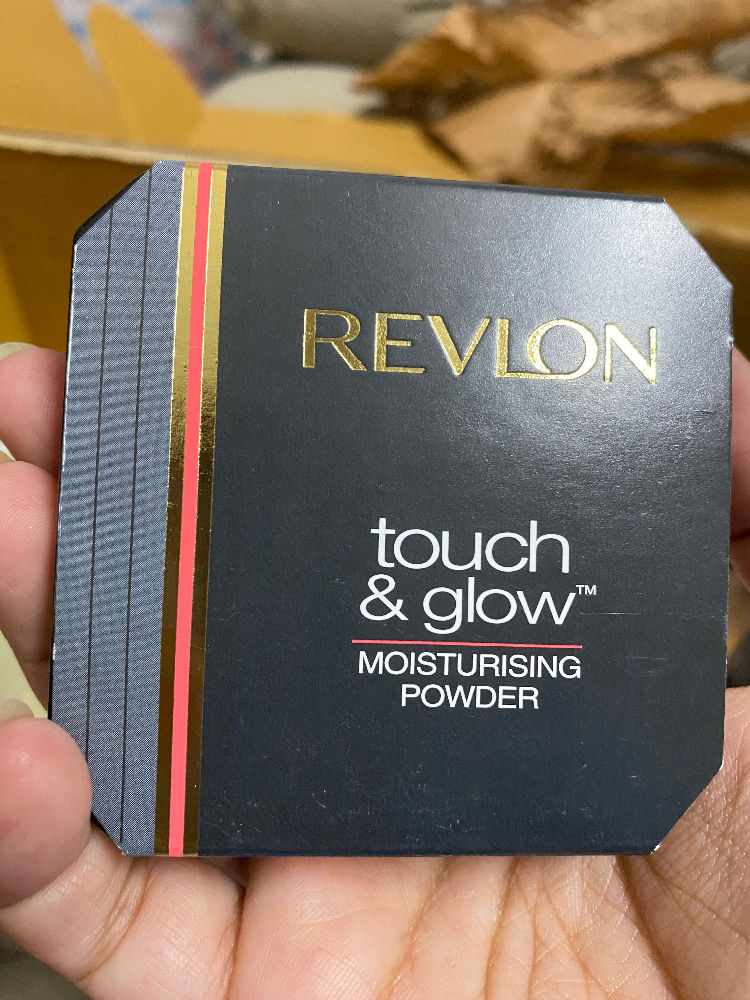 REVLON
touch
& glow™
MOISTURISING
POWDER